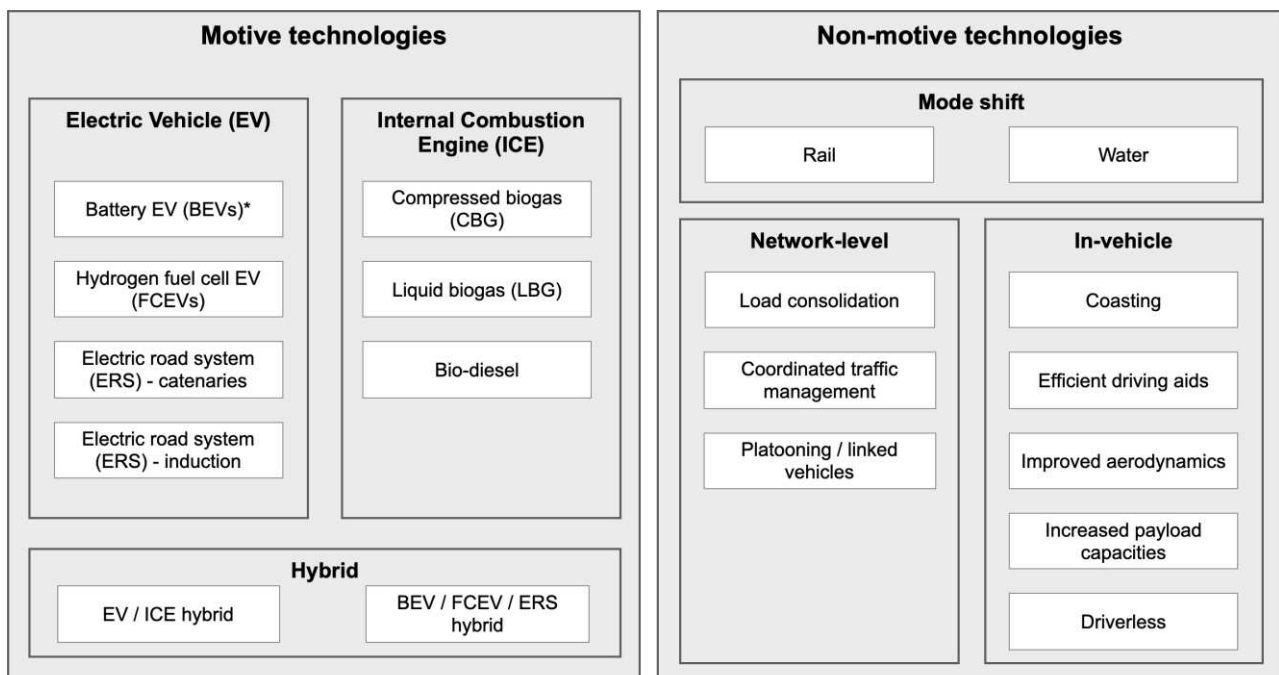 Motive technologies
Electric Vehicle (EV)
Battery EV (BEVs)*
Hydrogen fuel cell EV
(FCEVs)
Electric road system
(ERS) - catenaries
Electric road system
(ERS) - induction
Internal Combustion
Engine (ICE)
Compressed biogas
(CBG)
Liquid biogas (LBG)
Bio-diesel
Hybrid
EV / ICE hybrid
BEV / FCEV / ERS
hybrid
Non-motive technologies
Mode shift
Rail
Water
Network-level
Load consolidation
Coordinated traffic
management
Platooning / linked
vehicles
In-vehicle
Coasting
Efficient driving aids
Improved aerodynamics
Increased payload
capacities
Driverless